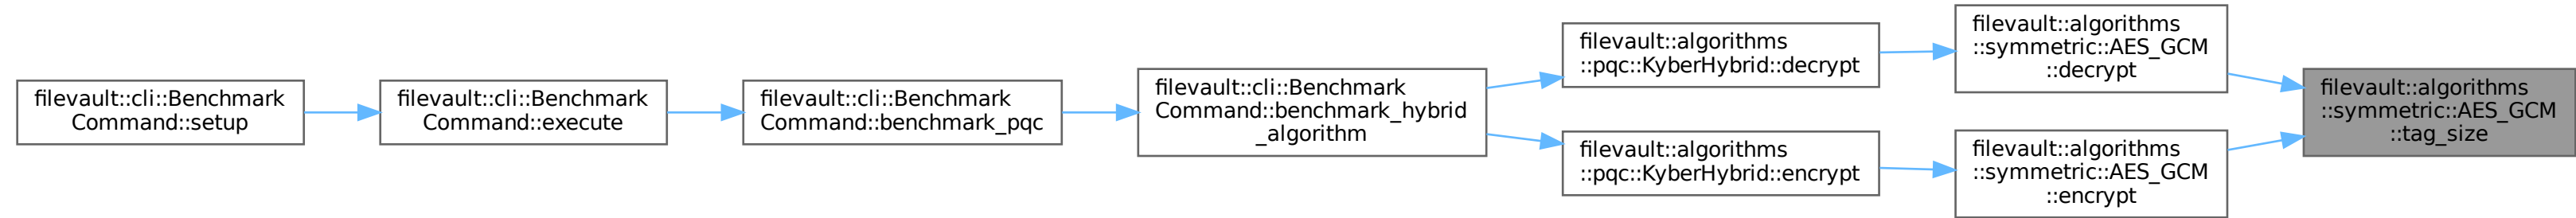 filevault::cli::Benchmark
Command::setup
filevault::cli::Benchmark
Command::execute
filevault::cli::Benchmark
Command::benchmark_pqc
filevault::cli::Benchmark
Command::benchmark_hybrid
_algorithm
filevault::algorithms
::pqc::KyberHybrid::decrypt
filevault::algorithms
::pqc::KyberHybrid::encrypt
filevault::algorithms
::symmetric::AES_GCM
::decrypt
filevault::algorithms
::symmetric::AES_GCM
::encrypt
filevault::algorithms
::symmetric::AES_GCM
::tag_size